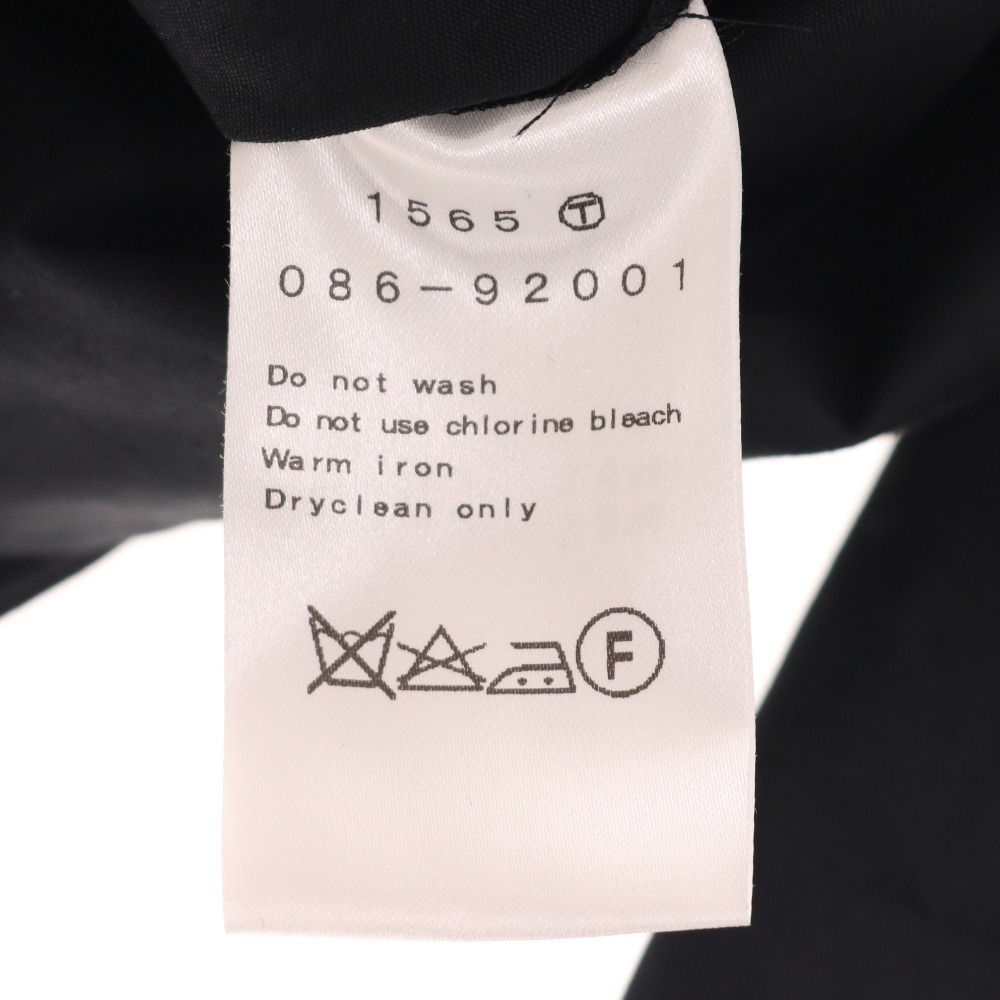 1565 Ⓣ
086-92001
Do not wash
Do not use chlorine bleach
Warm iron
Dryclean only
F